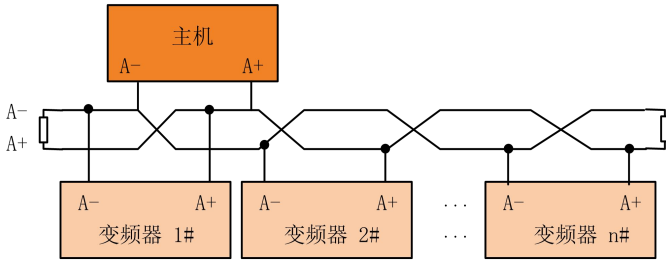 主机
A- A+
A-
A+
A- A+ A- A+ ··· A- A+
变频器 1# 变频器 2# ··· 变频器 n#